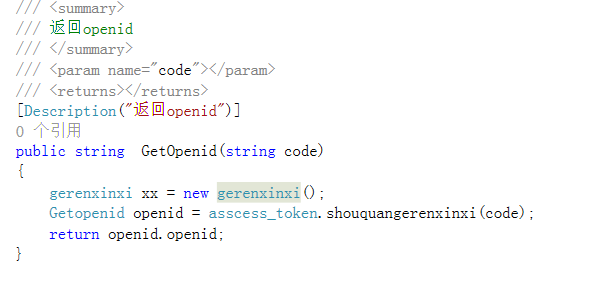 /// <summary>
/// 返回openid
/// </summary>
/// <param name="code"></param>
/// <returns></returns>
[Description("返回openid")]
0 个引用
public string  GetOpenid(string code)
{
    gerenxinxi xx = new gerenxinxi();
    Getopenid openid = asscess_token.shouquangerenxinxi(code);
    return openid.openid;
}